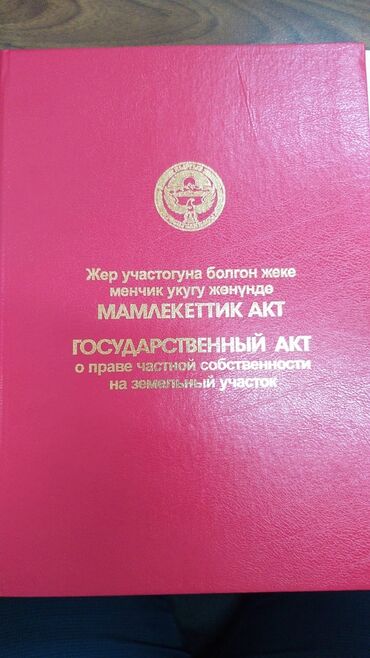 Жер участогуна болгон жеке
менчик укугу жөнүндө
МАМЛЕКЕТТИК АКТ
ГОСУДАРСТВЕННЫЙ АКТ
о праве частной собственности
на земельный участок